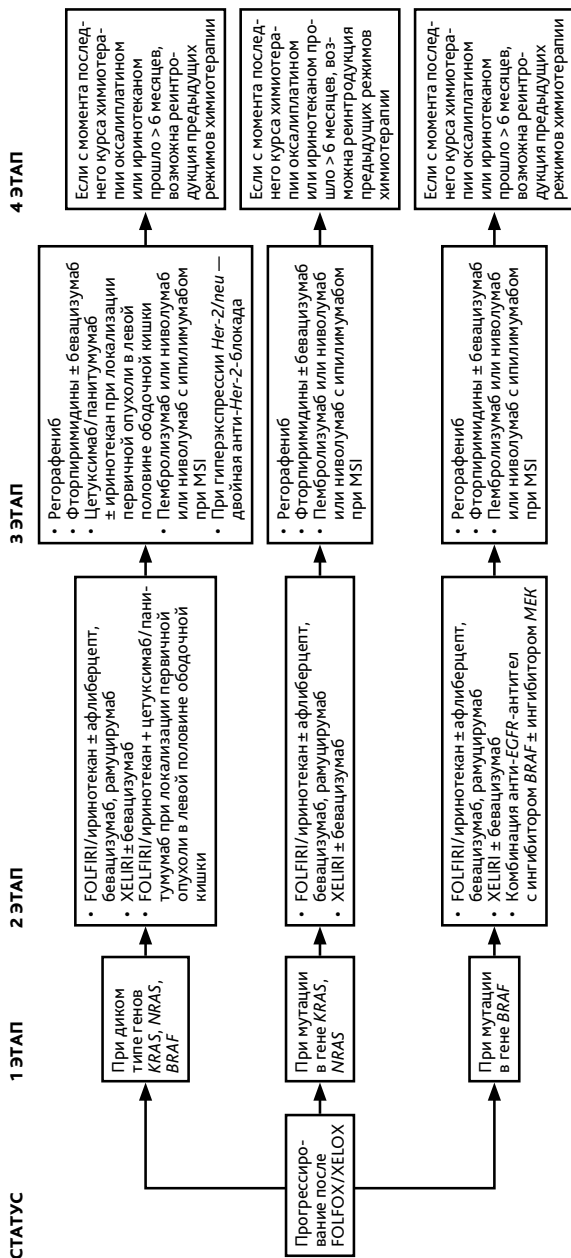 СТАТУС
1 ЭТАП
2 ЭТАП
3 ЭТАП
4 ЭТАП
Прогрессиро-
вание после
FOLFOX/XELOX
При диком
типе генов
KRAS, NRAS,
BRAF
• FOLFIRI/иринотекан ± афлиберцепт,
бевацизумаб, рамуцирумаб
• XELIRI ± бевацизумаб
• FOLFIRI/иринотекан + цетуксимаб/пани-
тумумаб при локализации первичной
опухоли в левой половине ободочной
кишки
• Регорафениб
• Фторпиримидины ± бевацизумаб
• Цетуксимаб/панитумумаб
± иринотекан при локализации
первичной опухоли в левой
половине ободочной кишки
• Пембролизумаб или ниволумаб
или ниволумаб с ипилимумабом
при MSI
• При гиперэкспрессии Her-2/neu —
двойная анти-Her-2-блокада
Если с момента послед-
него курса химиотера-
пии оксалиплатином
или иринотеканом
прошло > 6 месяцев,
возможна реинтро-
дукция предыдущих
режимов химиотерапии
При мутации
в гене KRAS,
NRAS
• FOLFIRI/иринотекан ± афлиберцепт,
бевацизумаб, рамуцирумаб
• XELIRI ± бевацизумаб
• Регорафениб
• Фторпиримидины ± бевацизумаб
• Пембролизумаб или ниволумаб
или ниволумаб с ипилимумабом
при MSI
Если с момента послед-
него курса химиотера-
пии оксалиплатином
или иринотеканом про-
шло > 6 месяцев, воз-
можна реинтродукция
предыдущих режимов
химиотерапии
При мутации
в гене BRAF
• FOLFIRI/иринотекан ± афлиберцепт,
бевацизумаб, рамуцирумаб
• XELIRI ± бевацизумаб
• Комбинация анти-EGFR-антител
с ингибитором BRAF ± ингибитором MEK
• Регорафениб
• Фторпиримидины ± бевацизумаб
• Пембролизумаб или ниволумаб
или ниволумаб с ипилимумабом
при MSI
Если с момента послед-
него курса химиотера-
пии оксалиплатином
или иринотеканом
прошло > 6 месяцев,
возможна реинтро-
дукция предыдущих
режимов химиотерапии